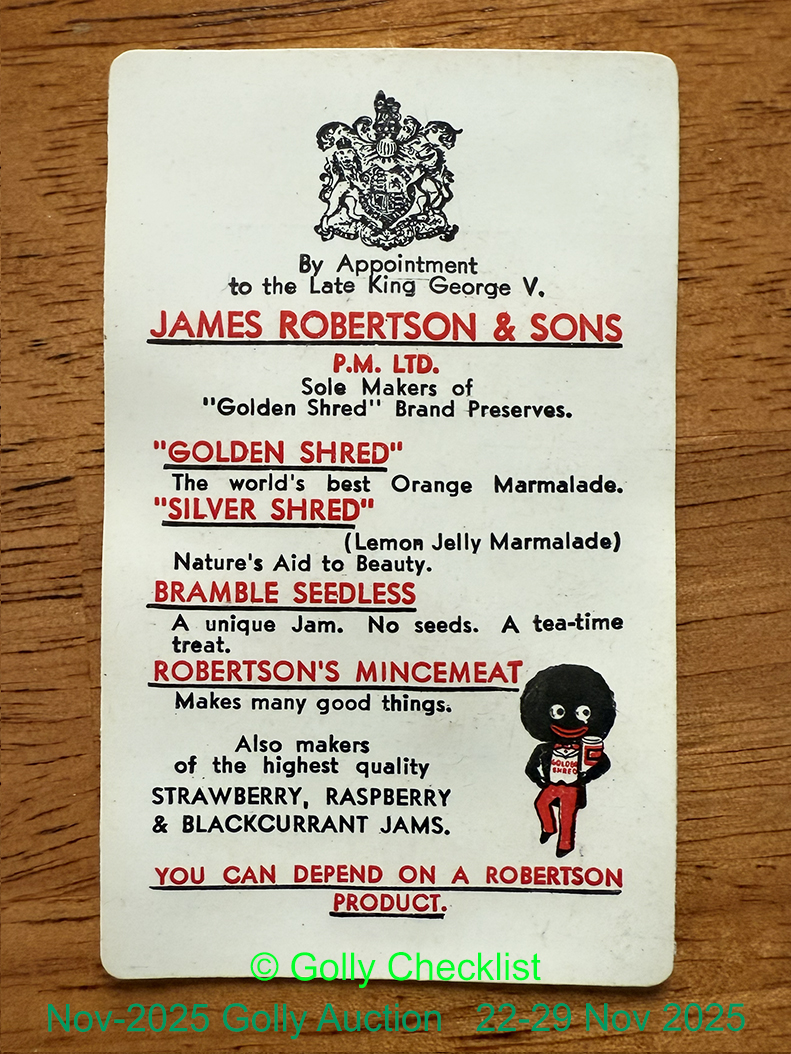 By Appointment
to the Late King George V.
JAMES ROBERTSON & SONS
P.M. LTD.
Sole Makers of
"Golden Shred" Brand Preserves.
"GOLDEN SHRED"
The world's best Orange Marmalade.
"SILVER SHRED"
(Lemon Jelly Marmalade)
Nature's Aid to Beauty.
BRAMBLE SEEDLESS
A unique Jam. No seeds. A tea-time
treat.
ROBERTSON'S MINCEMEAT
Makes many good things.
GOLDEN
SHRED
Also makers
of the highest quality
STRAWBERRY, RASPBERRY
& BLACKCURRANT JAMS.
YOU CAN DEPEND ON A ROBERTSON
PRODUCT.
© Golly Checklist
Nov-2025 Golly Auction 22-29 Nov 2025